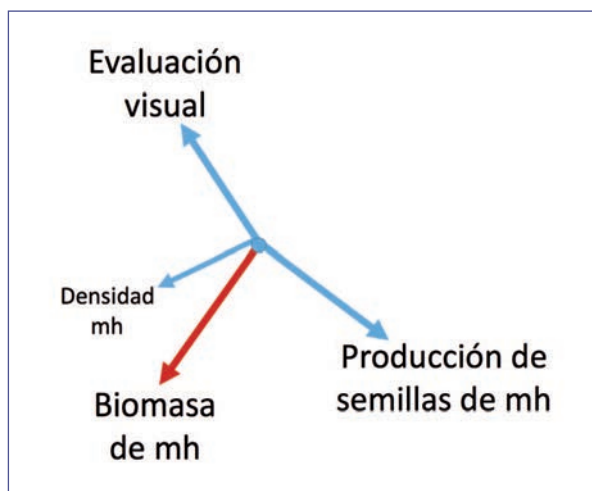 Evaluación
visual
Densidad
mh
Biomasa
de mh
Producción de
semillas de mh